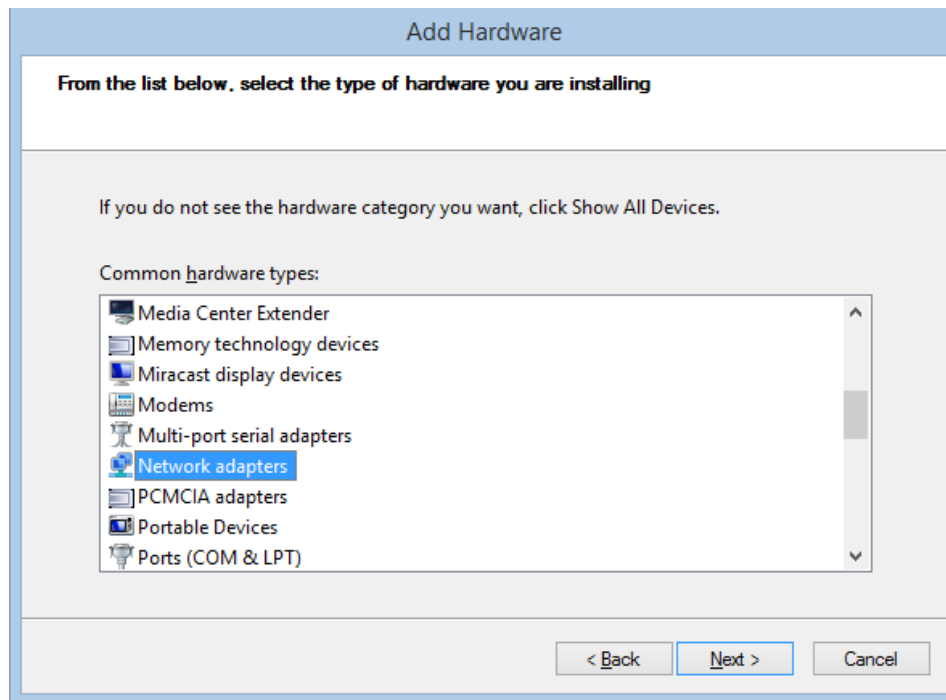 Add Hardware
From the list below, select the type of hardware you are installing
If you do not see the hardware category you want, click Show All Devices.
Common hardware types:
Media Center Extender
Memory technology devices
Miracast display devices
Modems
Multi-port serial adapters
Network adapters
PCMCIA adapters
Portable Devices
Ports (COM & LPT)
< Back Next > Cancel